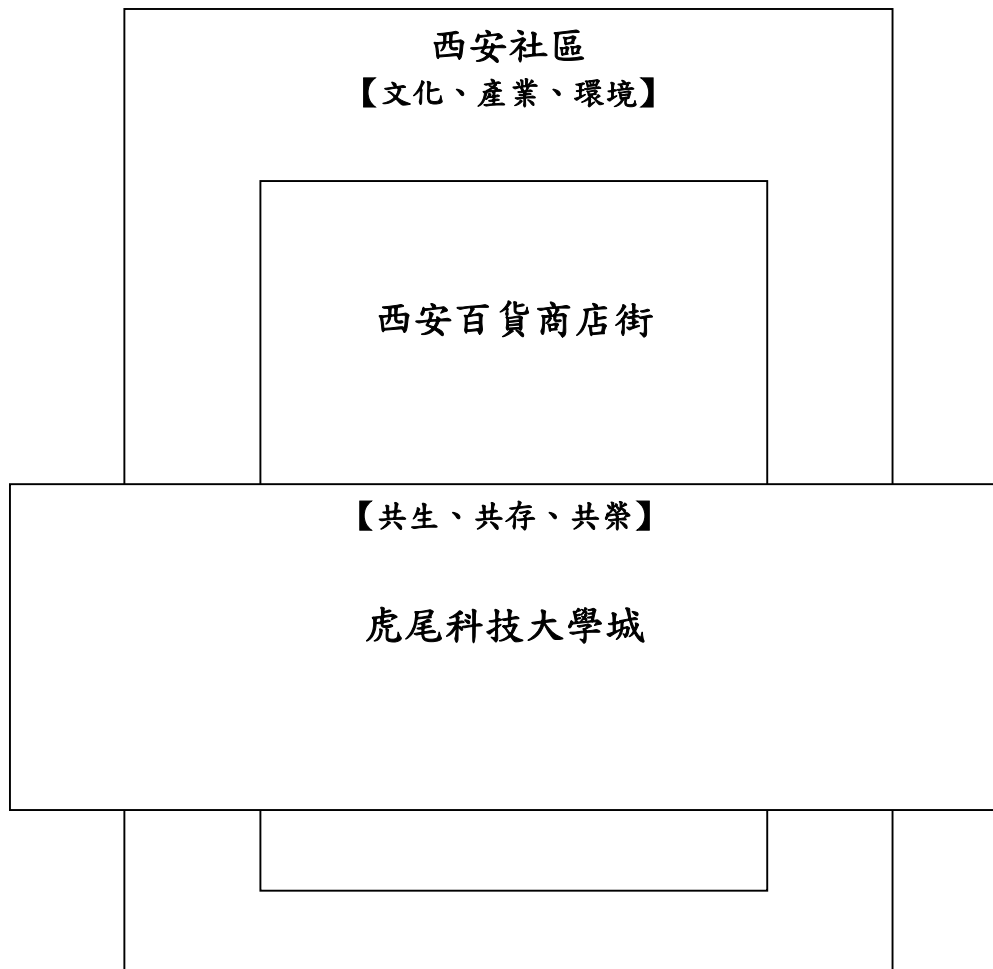 西安社區
【文化、產業、環境】
西安百貨商店街
【共生、共存、共榮】
虎尾科技大學城